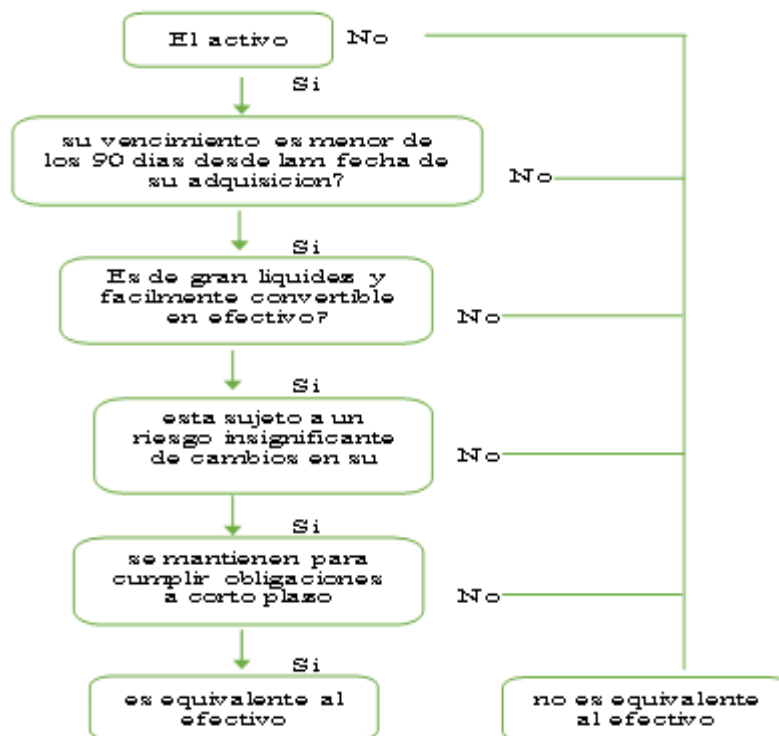 El activo
No
Si
su vencimiento es menor de
los 90 dias desde lam fecha de
su adquisicion?
No
Si
Es de gran liquidez y
facilmente convertible
en efectivo?
No
Si
esta sujeto a un
riesgo insignificante
de cambios en su
No
Si
se mantienen para
cumplir obligaciones
a corto plazo
No
Si
es equivalente al
efectivo
no es equivalente
al efectivo